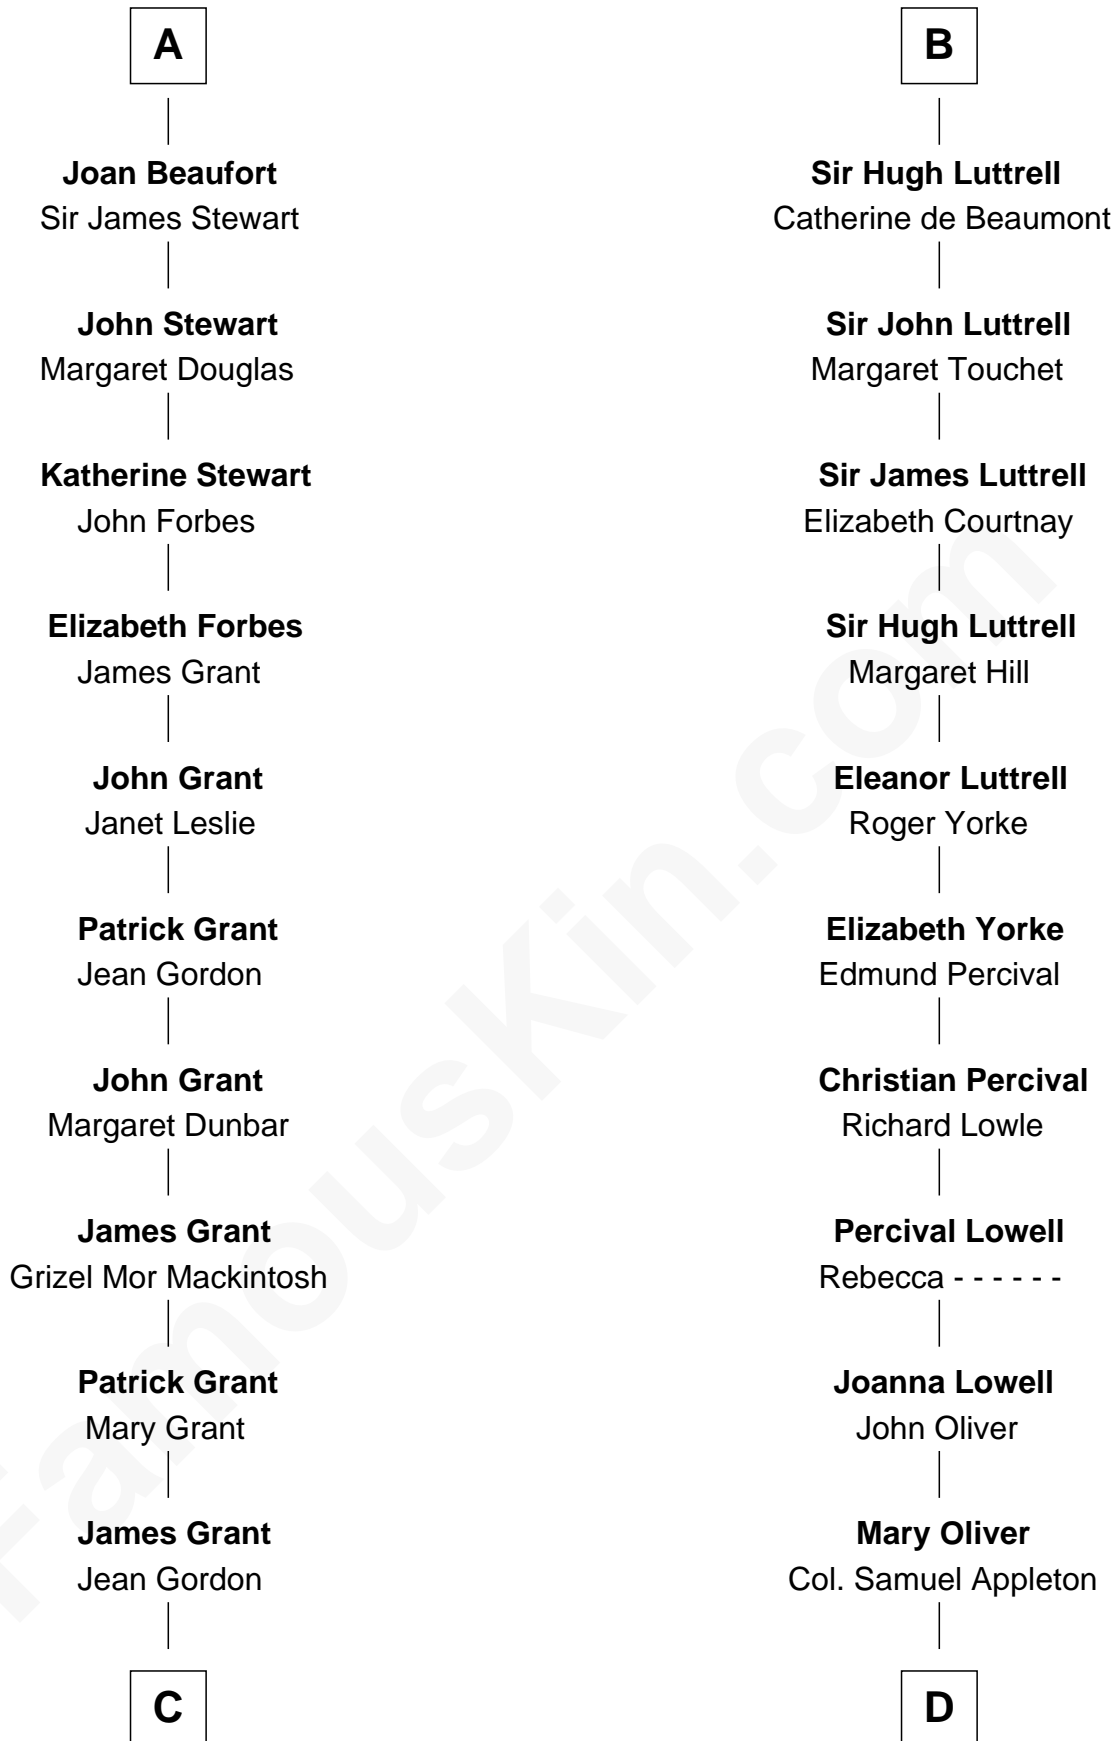 A
Joan Beaufort
Sir James Stewart
John Stewart
Margaret Douglas
Katherine Stewart
John Forbes
Elizabeth Forbes
James Grant
John Grant
Janet Leslie
Patrick Grant
Jean Gordon
John Grant
Margaret Dunbar
James Grant
Grizel Mor Mackintosh
Patrick Grant
Mary Grant
James Grant
Jean Gordon
C
B
Sir Hugh Luttrell
Catherine de Beaumont
Sir John Luttrell
Margaret Touchet
Sir James Luttrell
Elizabeth Courtnay
Sir Hugh Luttrell
Margaret Hill
Eleanor Luttrell
Roger Yorke
Elizabeth Yorke
Edmund Percival
Christian Percival
Richard Lowle
Percival Lowell
Rebecca - - - - - -
Joanna Lowell
John Oliver
Mary Oliver
Col. Samuel Appleton
D
FamousKin.com